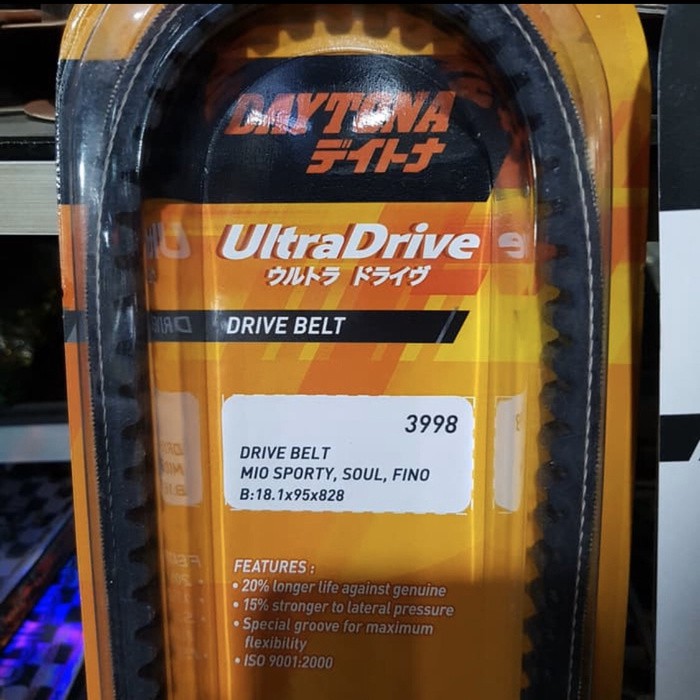 DAYTONA
デイトナ
UltraDrive
ウルトラ ドライヴ
DRIVE BELT
3998
DRIVE BELT
MIO SPORTY, SOUL, FINO
B:18.1x95x828
FEATURES :
• 20% longer life against genuine
• 15% stronger to lateral pressure
• Special groove for maximum
flexibility
• ISO 9001:2000